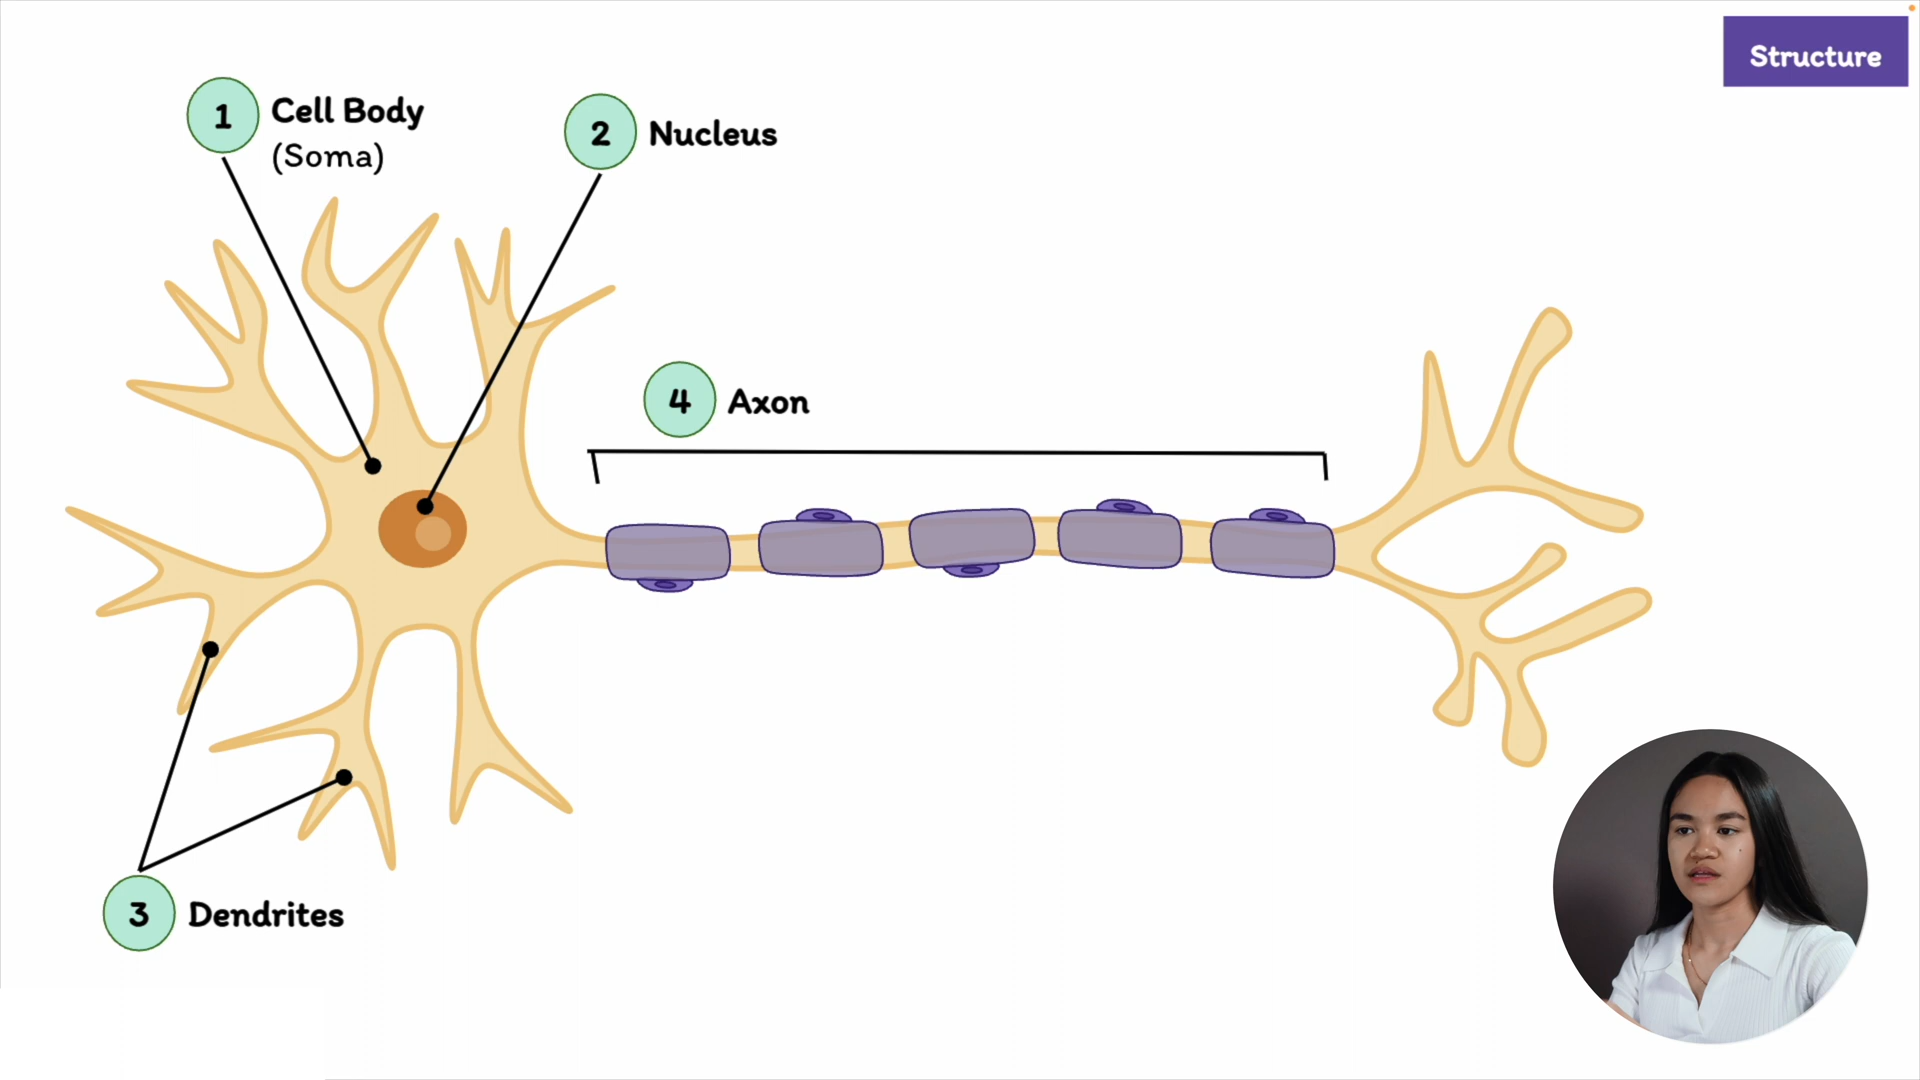 Structure
1 Cell Body
(Soma)
2 Nucleus
4 Axon
3 Dendrites